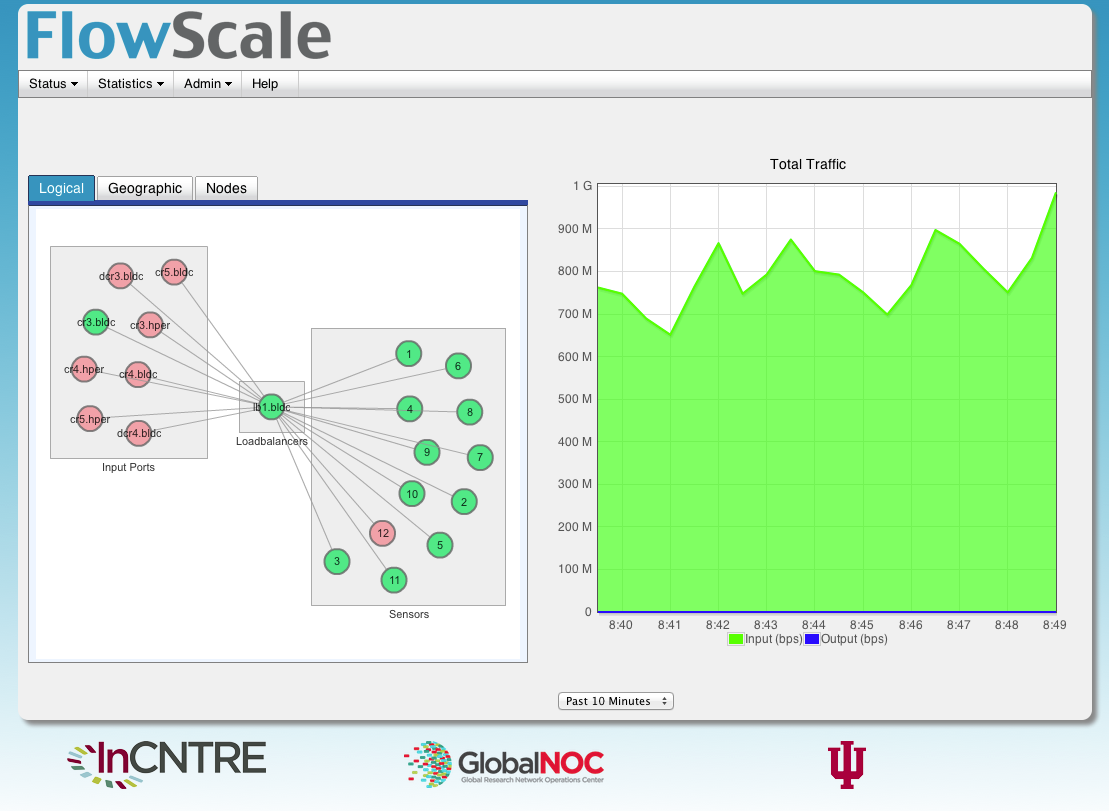 FlowScale
Status Statistics Admin Help
Logical Geographic Nodes
dcr3.bldc cr5.bldc
cr3.bldc cr3.hper
cr4.hper cr4.bldc
cr5.hper
dcr4.bldc
Input Ports
lb1.bldc
Loadbalancers
1
6
4
8
9
7
10
2
12
5
3
11
Sensors
Total Traffic
1 G
900 M
800 M
700 M
600 M
500 M
400 M
300 M
200 M
100 M
0
8:40 8:41 8:42 8:43 8:44 8:45 8:46 8:47 8:48 8:49
Input (bps) Output (bps)
Past 10 Minutes
InCNTRE
GlobalNOC
Global Research Network Operations Center
IU